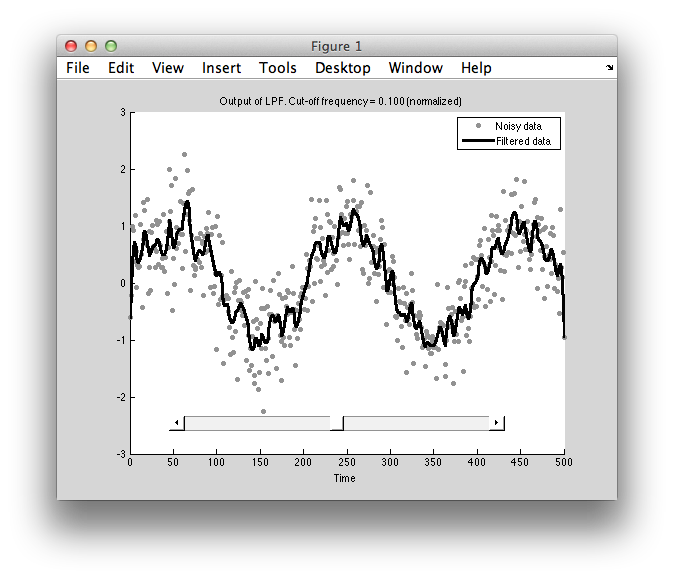 Figure 1
File Edit View Insert Tools Desktop Window Help
Output of LPF. Cut-off frequency = 0.100 (normalized)
Noisy data
Filtered data
3
2
1
0
-1
-2
-3
0 50 100 150 200 250 300 350 400 450 500
Time